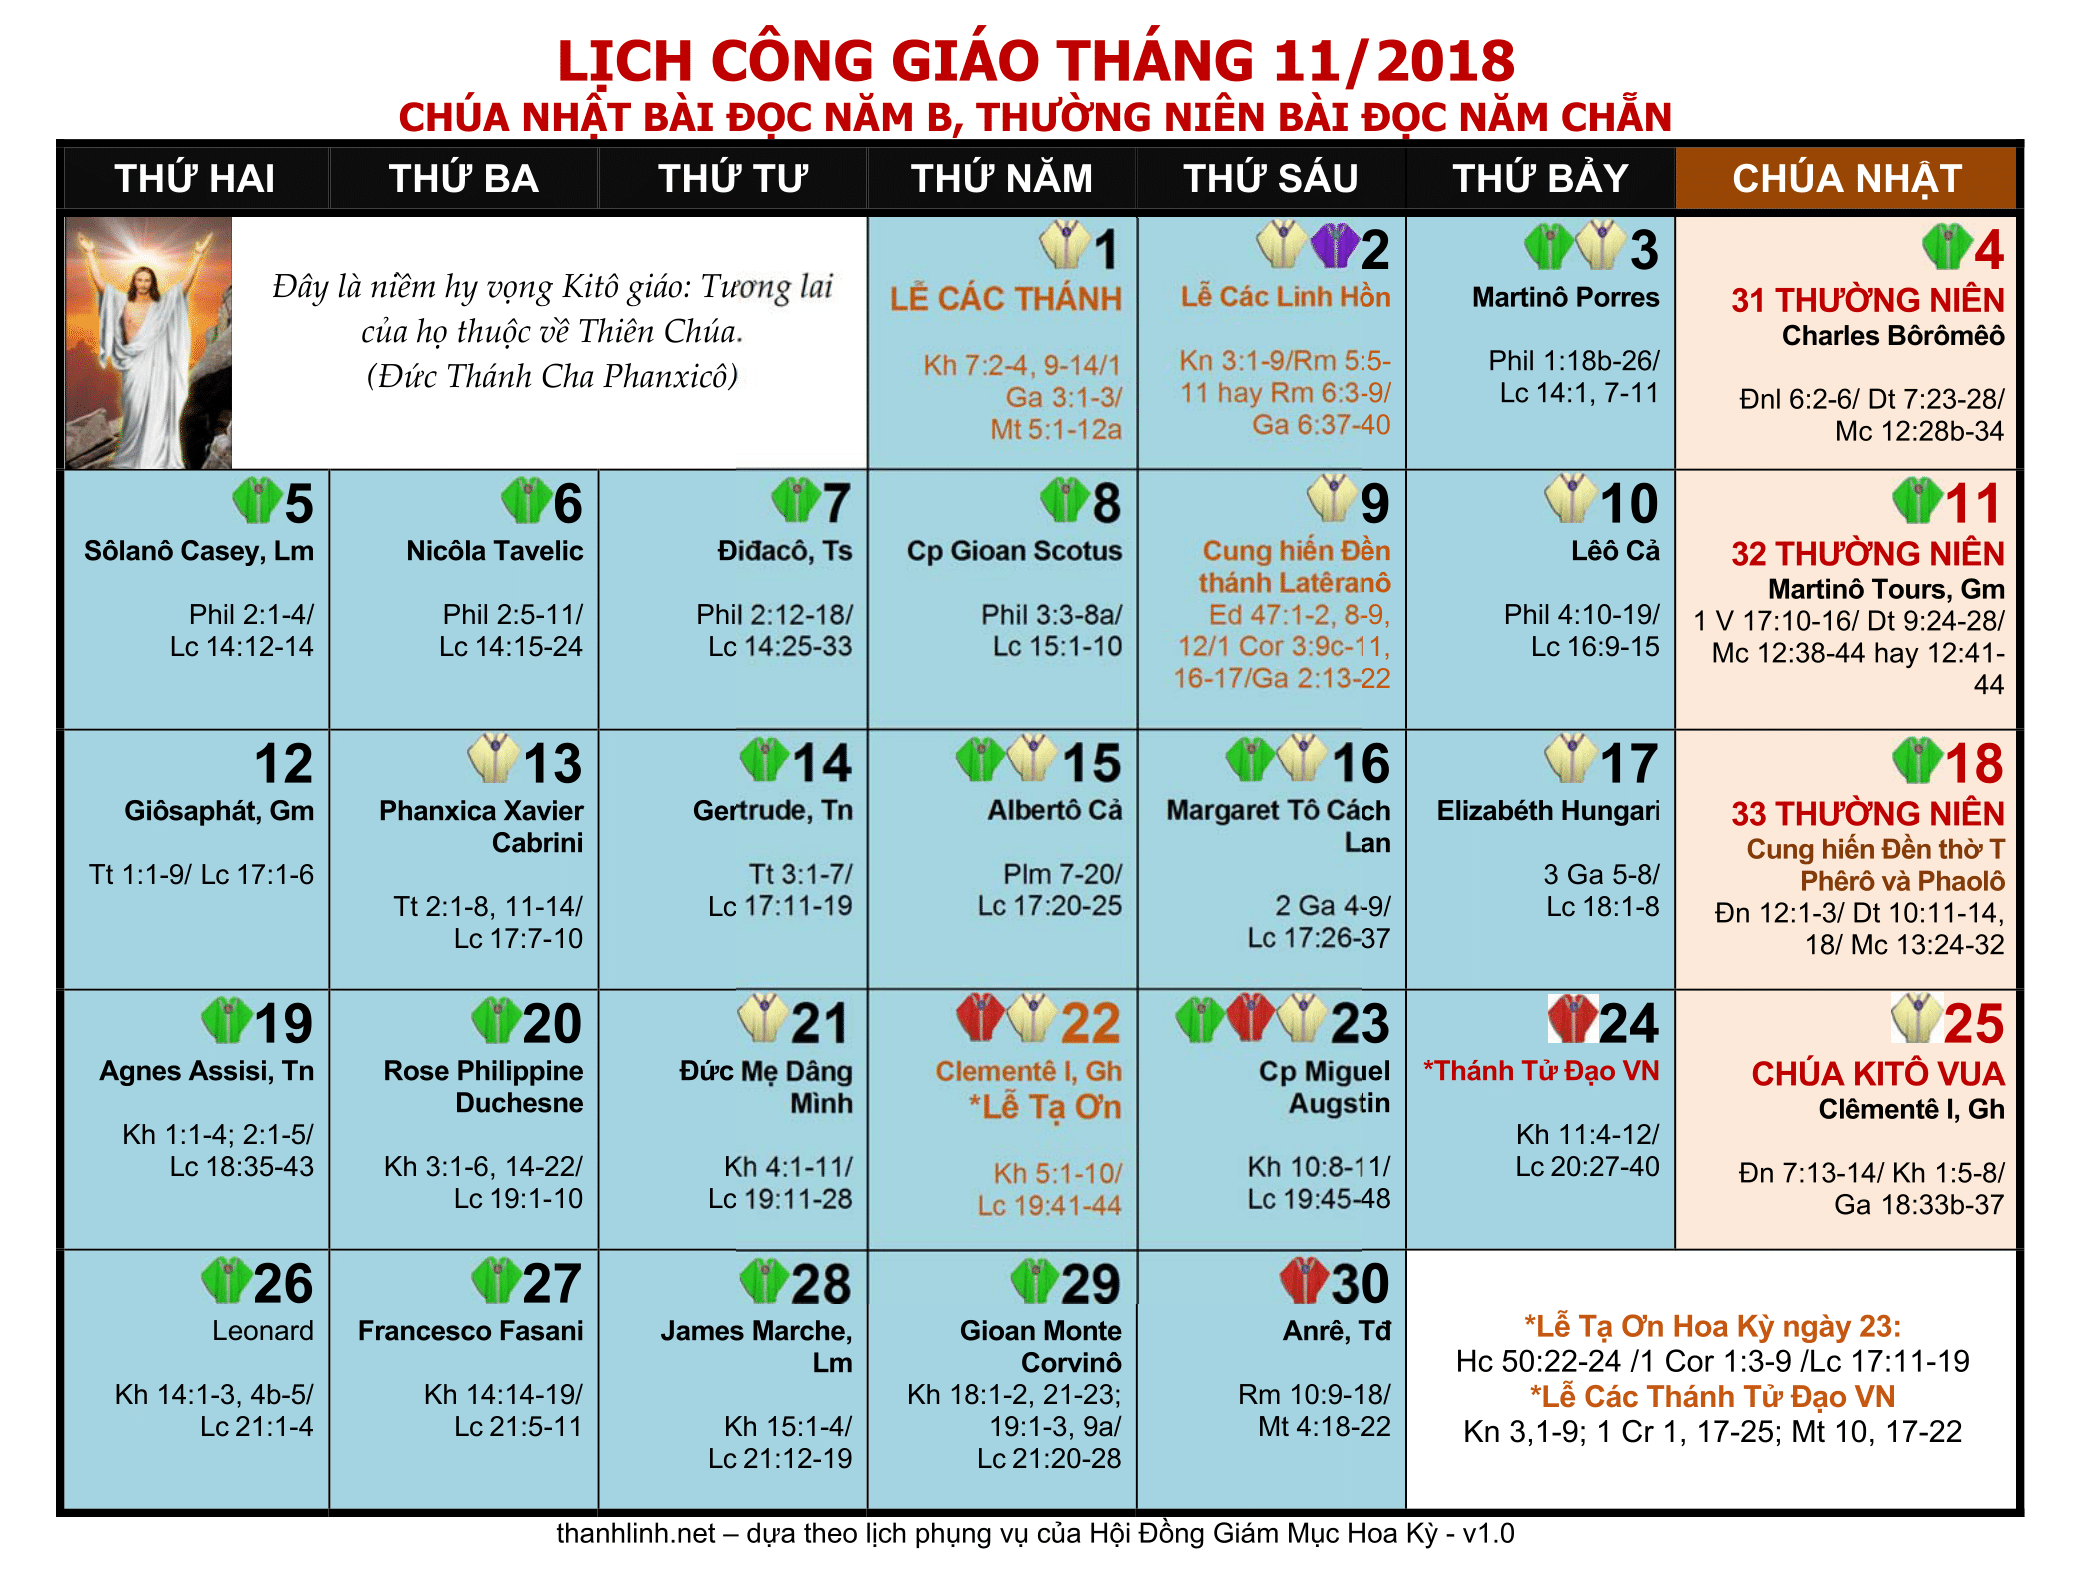 LỊCH CÔNG GIÁO THÁNG 11/2018
CHÚA NHẬT BÀI ĐỌC NĂM B, THƯỜNG NIÊN BÀI ĐỌC NĂM CHẴN
THỨ HAI
THỨ BA
THỨ TƯ
THỨ NĂM
THỨ SÁU
THỨ BẢY
CHÚA NHẬT
Đây là niềm hy vọng Kitô giáo: Tương lai
của họ thuộc về Thiên Chúa.
(Đức Thánh Cha Phanxicô)
1
LỄ CÁC THÁNH
Kh 7:2-4, 9-14/1
Ga 3:1-3/
Mt 5:1-12a
2
Lễ Các Linh Hồn
Kn 3:1-9/Rm 5:5-
11 hay Rm 6:3-9/
Ga 6:37-40
3
Martinô Porres
Phil 1:18b-26/
Lc 14:1, 7-11
4
31 THƯỜNG NIÊN
Charles Bôrômêô
Đnl 6:2-6/ Dt 7:23-28/
Mc 12:28b-34
5
Sôlanô Casey, Lm
Phil 2:1-4/
Lc 14:12-14
6
Nicôla Tavelic
Phil 2:5-11/
Lc 14:15-24
7
Điđacô, Ts
Phil 2:12-18/
Lc 14:25-33
8
Cp Gioan Scotus
Phil 3:3-8a/
Lc 15:1-10
9
Cung hiến Đền
thánh Latêranô
Ed 47:1-2, 8-9,
12/1 Cor 3:9c-11,
16-17/Ga 2:13-22
10
Lêô Cả
Phil 4:10-19/
Lc 16:9-15
11
32 THƯỜNG NIÊN
Martinô Tours, Gm
1 V 17:10-16/ Dt 9:24-28/
Mc 12:38-44 hay 12:41-
44
12
Giôsaphát, Gm
Tt 1:1-9/ Lc 17:1-6
13
Phanxica Xavier
Cabrini
Tt 2:1-8, 11-14/
Lc 17:7-10
14
Gertrude, Tn
Tt 3:1-7/
Lc 17:11-19
15
Albertô Cả
Plm 7-20/
Lc 17:20-25
16
Margaret Tô Cách
Lan
2 Ga 4-9/
Lc 17:26-37
17
Elizabéth Hungari
3 Ga 5-8/
Lc 18:1-8
18
33 THƯỜNG NIÊN
Cung hiến Đền thờ T
Phêrô và Phaolô
Đn 12:1-3/ Dt 10:11-14,
18/ Mc 13:24-32
19
Agnes Assisi, Tn
Kh 1:1-4; 2:1-5/
Lc 18:35-43
20
Rose Philippine
Duchesne
Kh 3:1-6, 14-22/
Lc 19:1-10
21
Đức Mẹ Dâng
Mình
Kh 4:1-11/
Lc 19:11-28
22
Clementê I, Gh
*Lễ Tạ Ơn
Kh 5:1-10/
Lc 19:41-44
23
Cp Miguel
Augstin
Kh 10:8-11/
Lc 19:45-48
24
*Thánh Tử Đạo VN
Kh 11:4-12/
Lc 20:27-40
25
CHÚA KITÔ VUA
Clêmentê I, Gh
Đn 7:13-14/ Kh 1:5-8/
Ga 18:33b-37
26
Leonard
Kh 14:1-3, 4b-5/
Lc 21:1-4
27
Francesco Fasani
Kh 14:14-19/
Lc 21:5-11
28
James Marche,
Lm
Kh 15:1-4/
Lc 21:12-19
29
Gioan Monte
Corvinô
Kh 18:1-2, 21-23;
19:1-3, 9a/
Lc 21:20-28
30
Anrê, Tđ
Rm 10:9-18/
Mt 4:18-22
*Lễ Tạ Ơn Hoa Kỳ ngày 23:
Hc 50:22-24 /1 Cor 1:3-9 /Lc 17:11-19
*Lễ Các Thánh Tử Đạo VN
Kn 3,1-9; 1 Cr 1, 17-25; Mt 10, 17-22
thanhlinh.net – dựa theo lịch phụng vụ của Hội Đồng Giám Mục Hoa Kỳ - v1.0